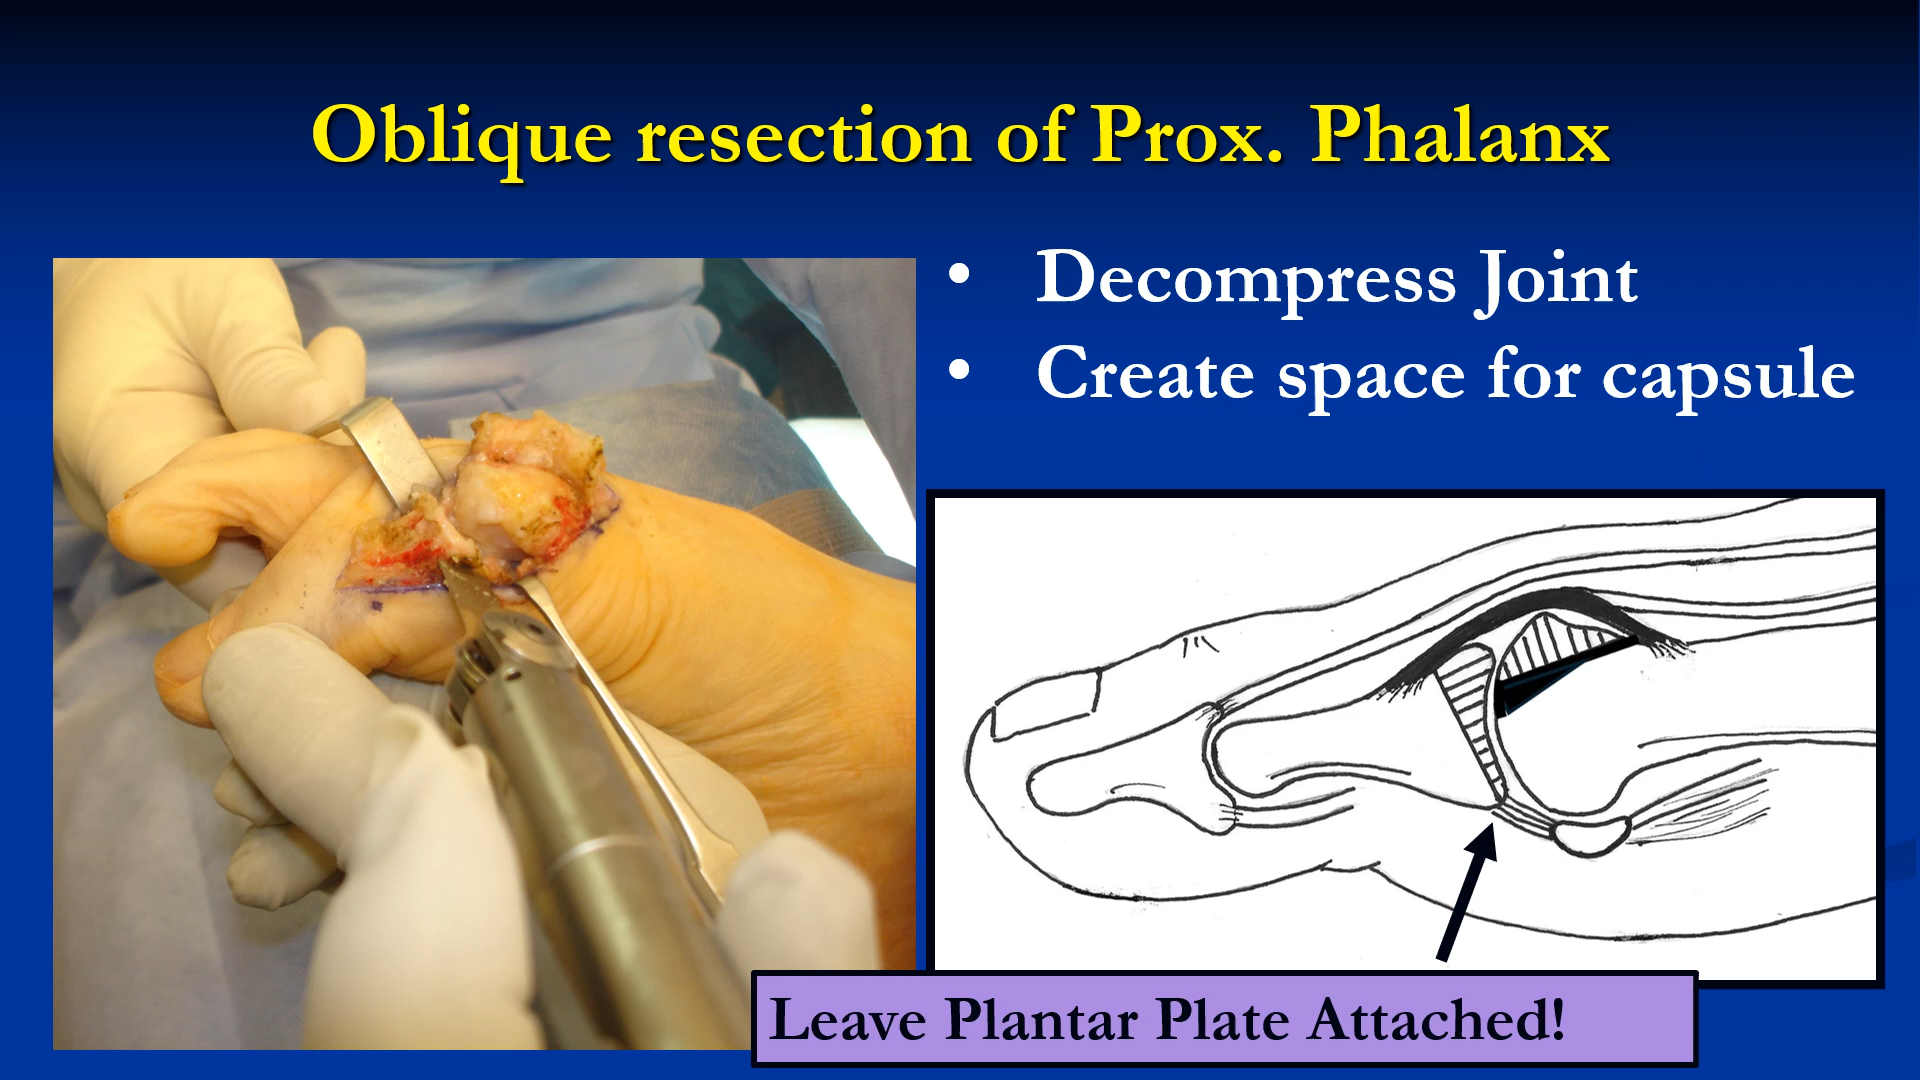 Oblique resection of Prox. Phalanx
• Decompress Joint
• Create space for capsule
Leave Plantar Plate Attached!